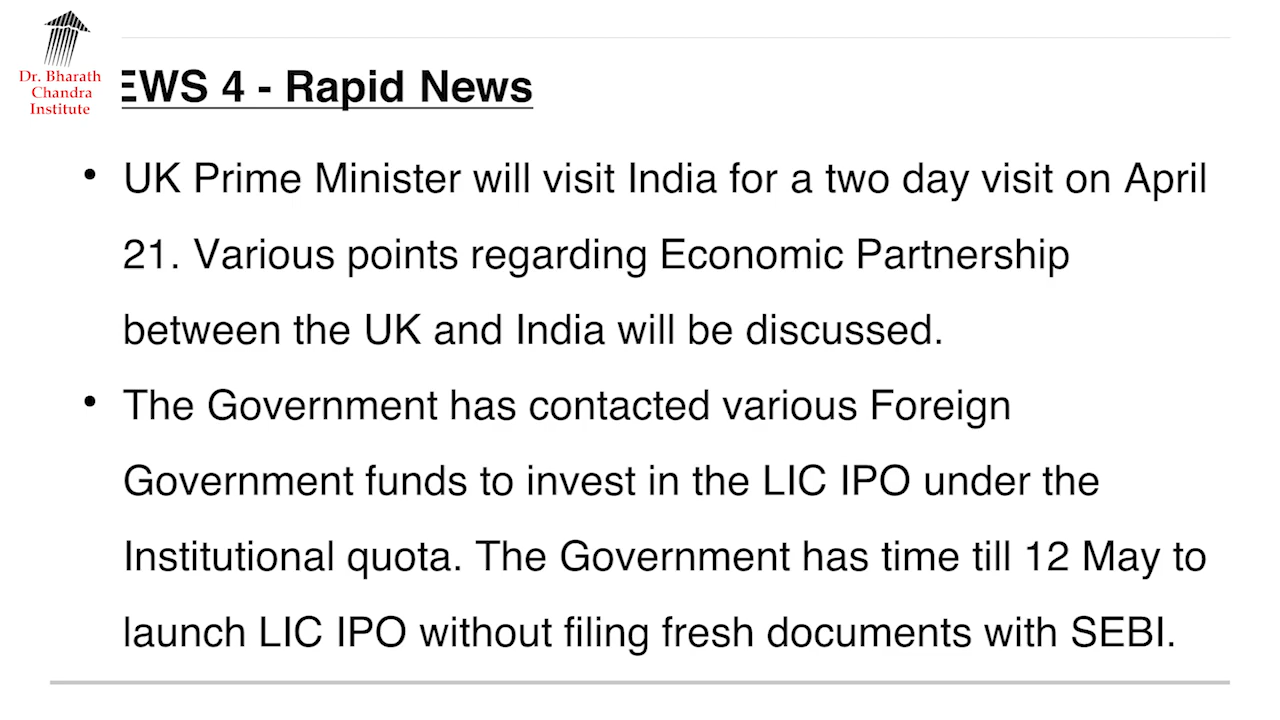 Dr. Bharath
Chandra
Institute
EWS 4 - Rapid News
• UK Prime Minister will visit India for a two day visit on April
21. Various points regarding Economic Partnership
between the UK and India will be discussed.
• The Government has contacted various Foreign
Government funds to invest in the LIC IPO under the
Institutional quota. The Government has time till 12 May to
launch LIC IPO without filing fresh documents with SEBI.